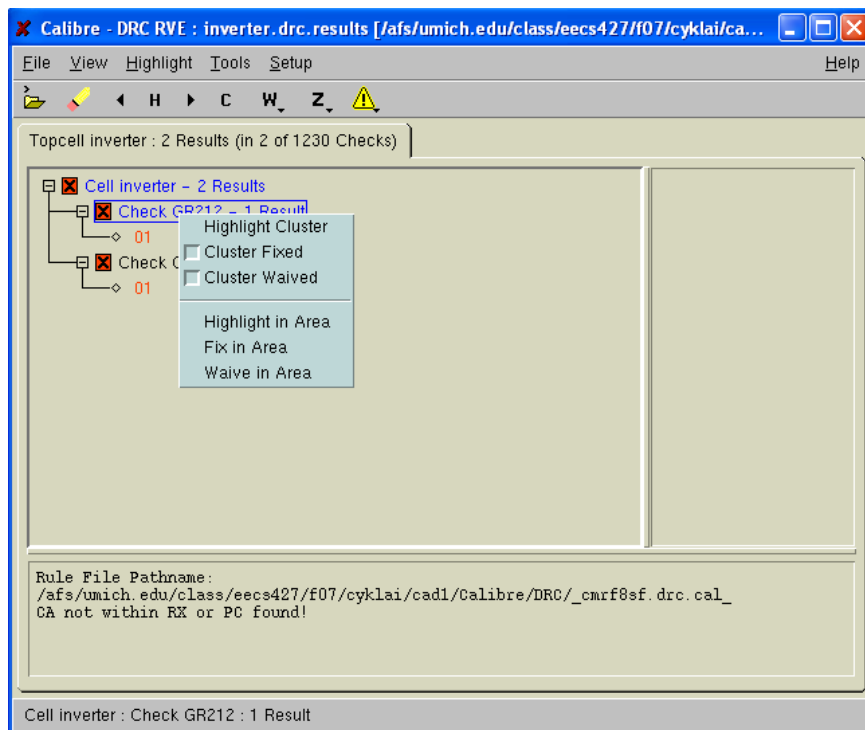 Calibre - DRC RVE : inverter.drc.results [/afs/umich.edu/class/eecs427/f07/cyklai/ca...
File View Highlight Tools Setup Help
H C W Z
Topcell inverter : 2 Results (in 2 of 1230 Checks)
Cell inverter – 2 Results
Check GR212 – 1 Result
01
Check
01
Highlight Cluster
Cluster Fixed
Cluster Waived
Highlight in Area
Fix in Area
Waive in Area
Rule File Pathname:
/afs/umich.edu/class/eecs427/f07/cyklai/cad1/Calibre/DRC/_cmrf8sf.drc.cal_
CA not within RX or PC found!
Cell inverter : Check GR212 : 1 Result